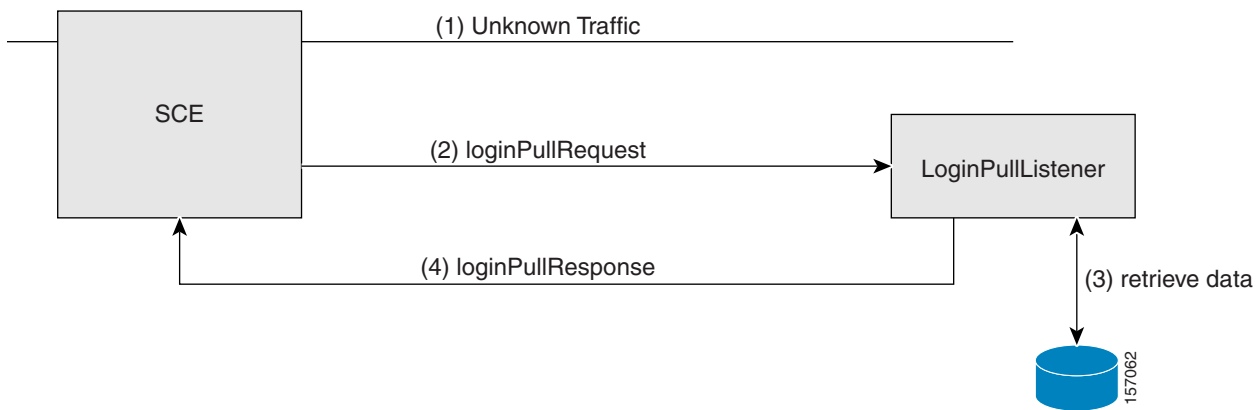 (1) Unknown Traffic
SCE
(2) loginPullRequest
LoginPullListener
(4) loginPullResponse
(3) retrieve data
157062